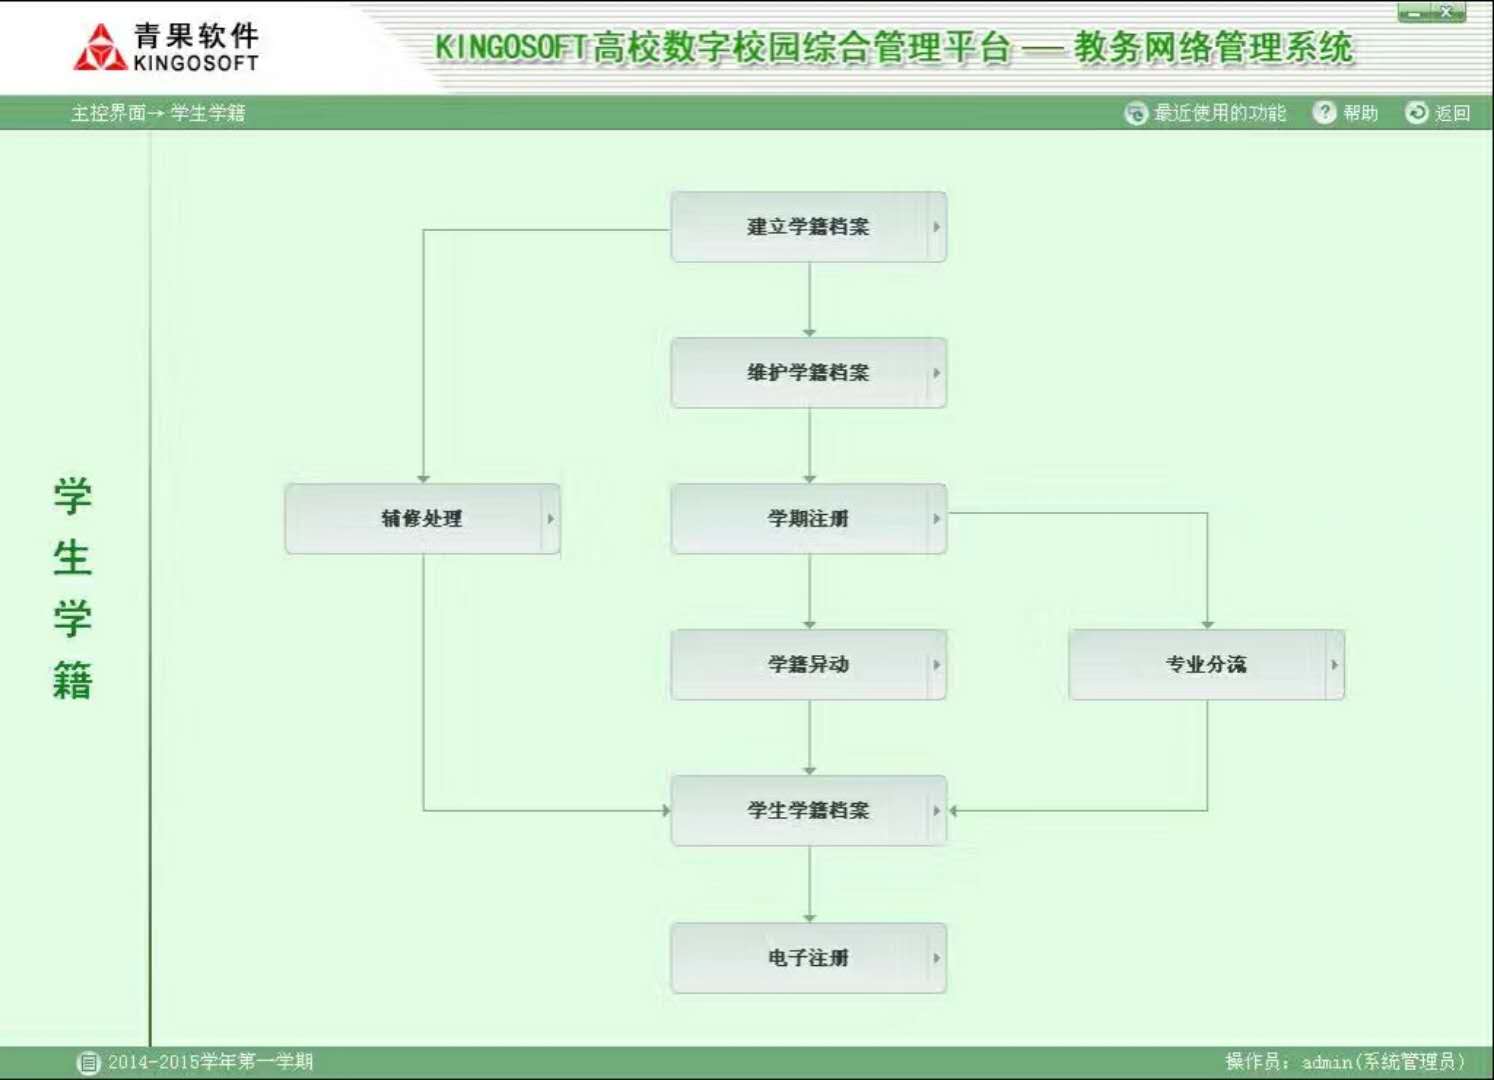 青果软件
KINGOSOFT
KINGOSOFT高校数字校园综合管理平台——教务网络管理系统
主控界面→学生学籍
最近使用的功能
帮助
返回
建立学籍档案
维护学籍档案
辅修处理
学期注册
学籍异动
专业分流
学生学籍档案
电子注册
学生学籍
2014-2015学年第一学期
操作员：admin(系统管理员)